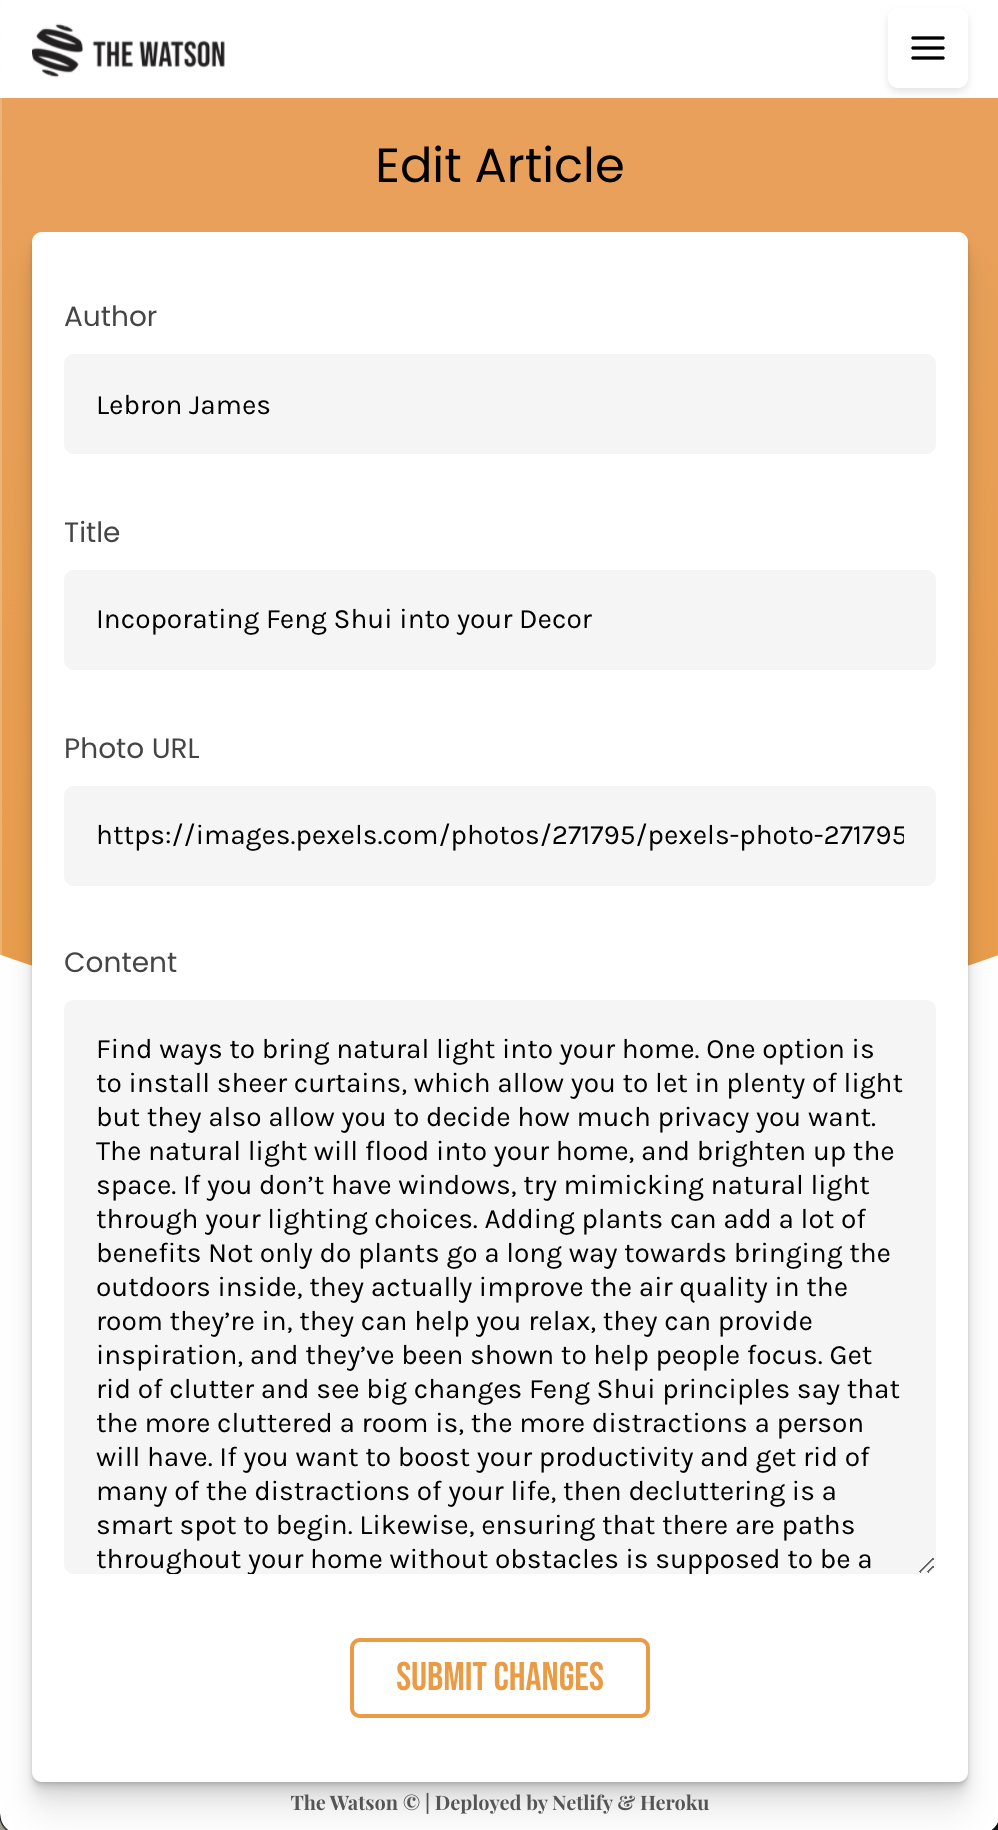 THE WATSON
Edit Article
Author
Lebron James
Title
Incoporating Feng Shui into your Decor
Photo URL
https://images.pexels.com/photos/271795/pexels-photo-271795
Content
Find ways to bring natural light into your home. One option is
to install sheer curtains, which allow you to let in plenty of light
but they also allow you to decide how much privacy you want.
The natural light will flood into your home, and brighten up the
space. If you don’t have windows, try mimicking natural light
through your lighting choices. Adding plants can add a lot of
benefits Not only do plants go a long way towards bringing the
outdoors inside, they actually improve the air quality in the
room they’re in, they can help you relax, they can provide
inspiration, and they’ve been shown to help people focus. Get
rid of clutter and see big changes Feng Shui principles say that
the more cluttered a room is, the more distractions a person
will have. If you want to boost your productivity and get rid of
many of the distractions of your life, then decluttering is a
smart spot to begin. Likewise, ensuring that there are paths
throughout your home without obstacles is supposed to be a
SUBMIT CHANGES
The Watson © | Deployed by Netlify & Heroku